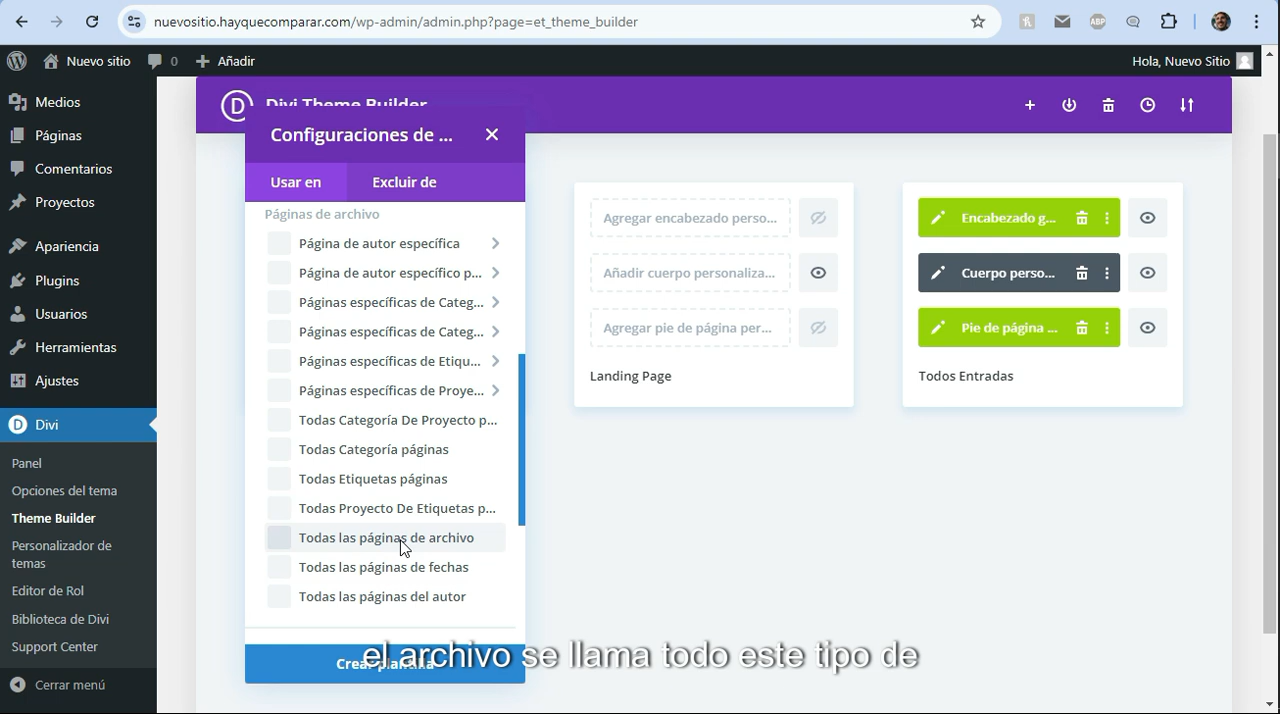 nuevositio.hayquecomparar.com/wp-admin/admin.php?page=et_theme_builder
ABP
Nuevo sitio
0
Añadir
Hola, Nuevo Sitio
Medios
Páginas
Comentarios
Proyectos
Apariencia
Plugins
Usuarios
Herramientas
Ajustes
Divi
Panel
Opciones del tema
Theme Builder
Personalizador de
temas
Editor de Rol
Biblioteca de Divi
Support Center
Cerrar menú
D
Divi Theme Builder
Configuraciones de ...
Usar en
Excluir de
Páginas de archivo
Página de autor específica
Página de autor específico p...
Páginas específicas de Categ...
Páginas específicas de Categ...
Páginas específicas de Etiqu...
Páginas específicas de Proye...
Todas Categoría De Proyecto p...
Todas Categoría páginas
Todas Etiquetas páginas
Todas Proyecto De Etiquetas p...
Todas las páginas de archivo
Todas las páginas de fechas
Todas las páginas del autor
Crear plantilla
Agregar encabezado perso...
Añadir cuerpo personaliza...
Agregar pie de página per...
Landing Page
Encabezado g...
Cuerpo perso...
Pie de página ...
Todos Entradas
el archivo se llama todo este tipo de